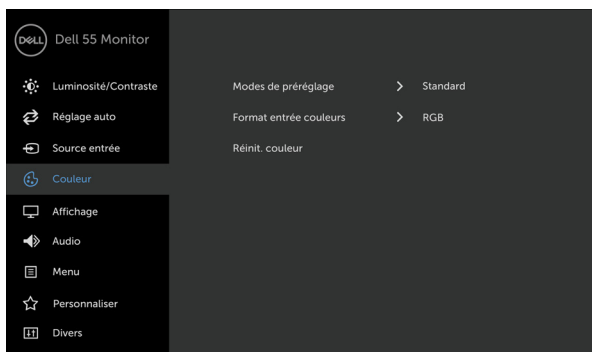 DELL Dell 55 Monitor
Luminosité/Contraste
Modes de préréglage Standard
Réglage auto
Format entrée couleurs RGB
Source entrée
Réinit. couleur
Couleur
Affichage
Audio
Menu
Personnaliser
Divers